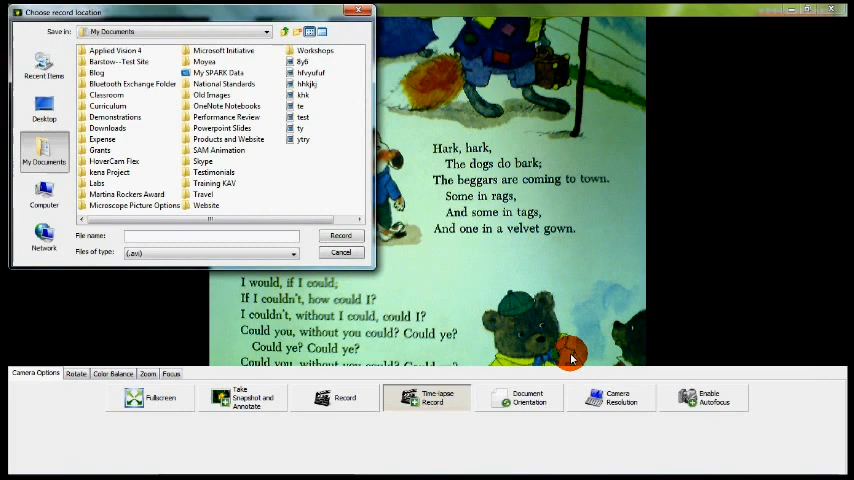 Choose record location
Save in:
My Documents
Recent Items
Desktop
My Documents
Computer
Network
Applied Vision 4
Barstow--Test Site
Blog
Bluetooth Exchange Folder
Classroom
Curriculum
Demonstrations
Downloads
Expense
Grants
HoverCam Flex
kena Project
Labs
Martina Rockers Award
Microscope Picture Options
Microsoft Initiative
Moyea
My SPARK Data
National Standards
Old Images
OneNote Notebooks
Performance Review
Powerpoint Slides
Products and Website
SAM Animation
Skype
Testimonials
Training KAV
Travel
Website
Workshops
8y6
hfvyufuf
hhkjkj
khk
te
test
ty
ytry
File name:
Record
Files of type:
(.avi)
Cancel
Hark, hark,
The dogs do bark;
The beggars are coming to town.
Some in rags,
And some in tags,
And one in a velvet gown.
I would, if I could;
If I couldn't, how could I?
I couldn't, without I could, could I?
Could you, without you could? Could ye?
Could ye? Could ye?
Could you, without you could?
Camera Options
Rotate
Color Balance
Zoom
Focus
Fullscreen
Take
Snapshot and
Annotate
Record
Time-lapse
Record
Document
Orientation
Camera
Resolution
Enable
Autofocus